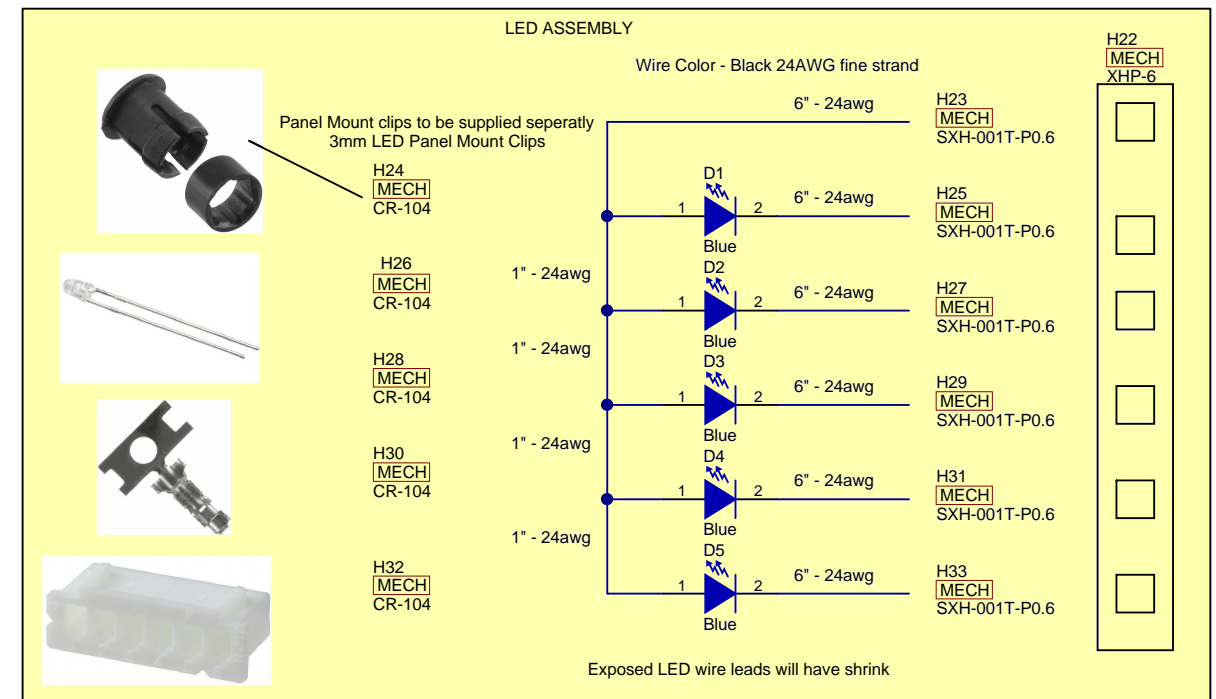 LED ASSEMBLY
H22
MECH
XHP-6
Wire Color - Black 24AWG fine strand
6" - 24awg
H23
MECH
SXH-001T-P0.6
Panel Mount clips to be supplied seperatly
3mm LED Panel Mount Clips
H24
MECH
CR-104
D1
1
2
Blue
6" - 24awg
H25
MECH
SXH-001T-P0.6
H26
MECH
CR-104
1" - 24awg
D2
1
2
Blue
6" - 24awg
H27
MECH
SXH-001T-P0.6
H28
MECH
CR-104
1" - 24awg
D3
1
2
Blue
6" - 24awg
H29
MECH
SXH-001T-P0.6
H30
MECH
CR-104
1" - 24awg
D4
1
2
Blue
6" - 24awg
H31
MECH
SXH-001T-P0.6
H32
MECH
CR-104
1" - 24awg
D5
1
2
Blue
6" - 24awg
H33
MECH
SXH-001T-P0.6
Exposed LED wire leads will have shrink